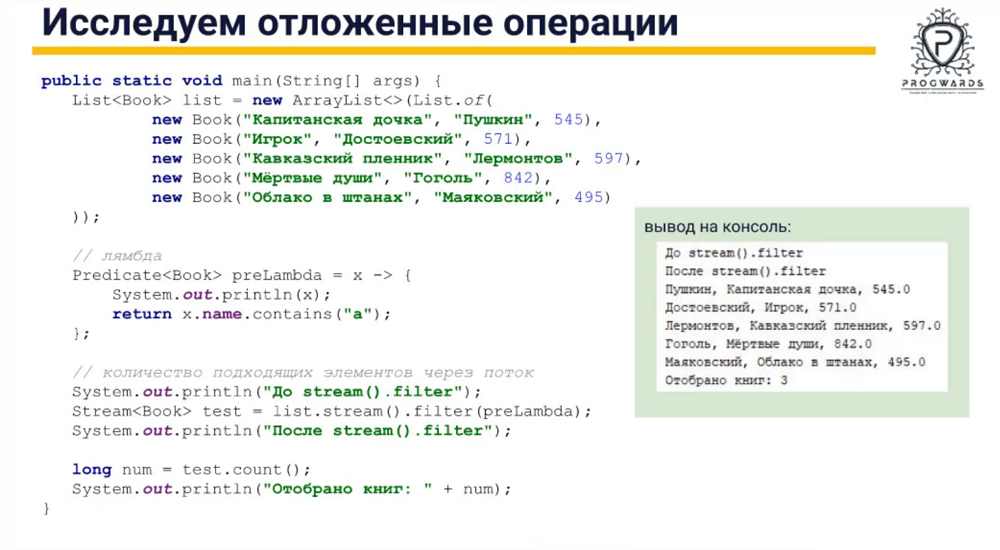 Исследуем отложенные операции
PROGWARDS
public static void main(String[] args) {
List<Book> list = new ArrayList<>(List.of(
new Book("Капитанская дочка", "Пушкин", 545),
new Book("Игрок", "Достоевский", 571),
new Book("Кавказский пленник", "Лермонтов", 597),
new Book("Мёртвые души", "Гоголь", 842),
new Book("Облако в штанах", "Маяковский", 495)
));
// лямбда
Predicate<Book> preLambda = x -> {
System.out.println(x);
return x.name.contains("а");
};
// количество подходящих элементов через поток
System.out.println("До stream().filter");
Stream<Book> test = list.stream().filter(preLambda);
System.out.println("После stream().filter");
long num = test.count();
System.out.println("Отобрано книг: " + num);
}
вывод на консоль:
До stream().filter
После stream().filter
Пушкин, Капитанская дочка, 545.0
Достоевский, Игрок, 571.0
Лермонтов, Кавказский пленник, 597.0
Гоголь, Мёртвые души, 842.0
Маяковский, Облако в штанах, 495.0
Отобрано книг: 3